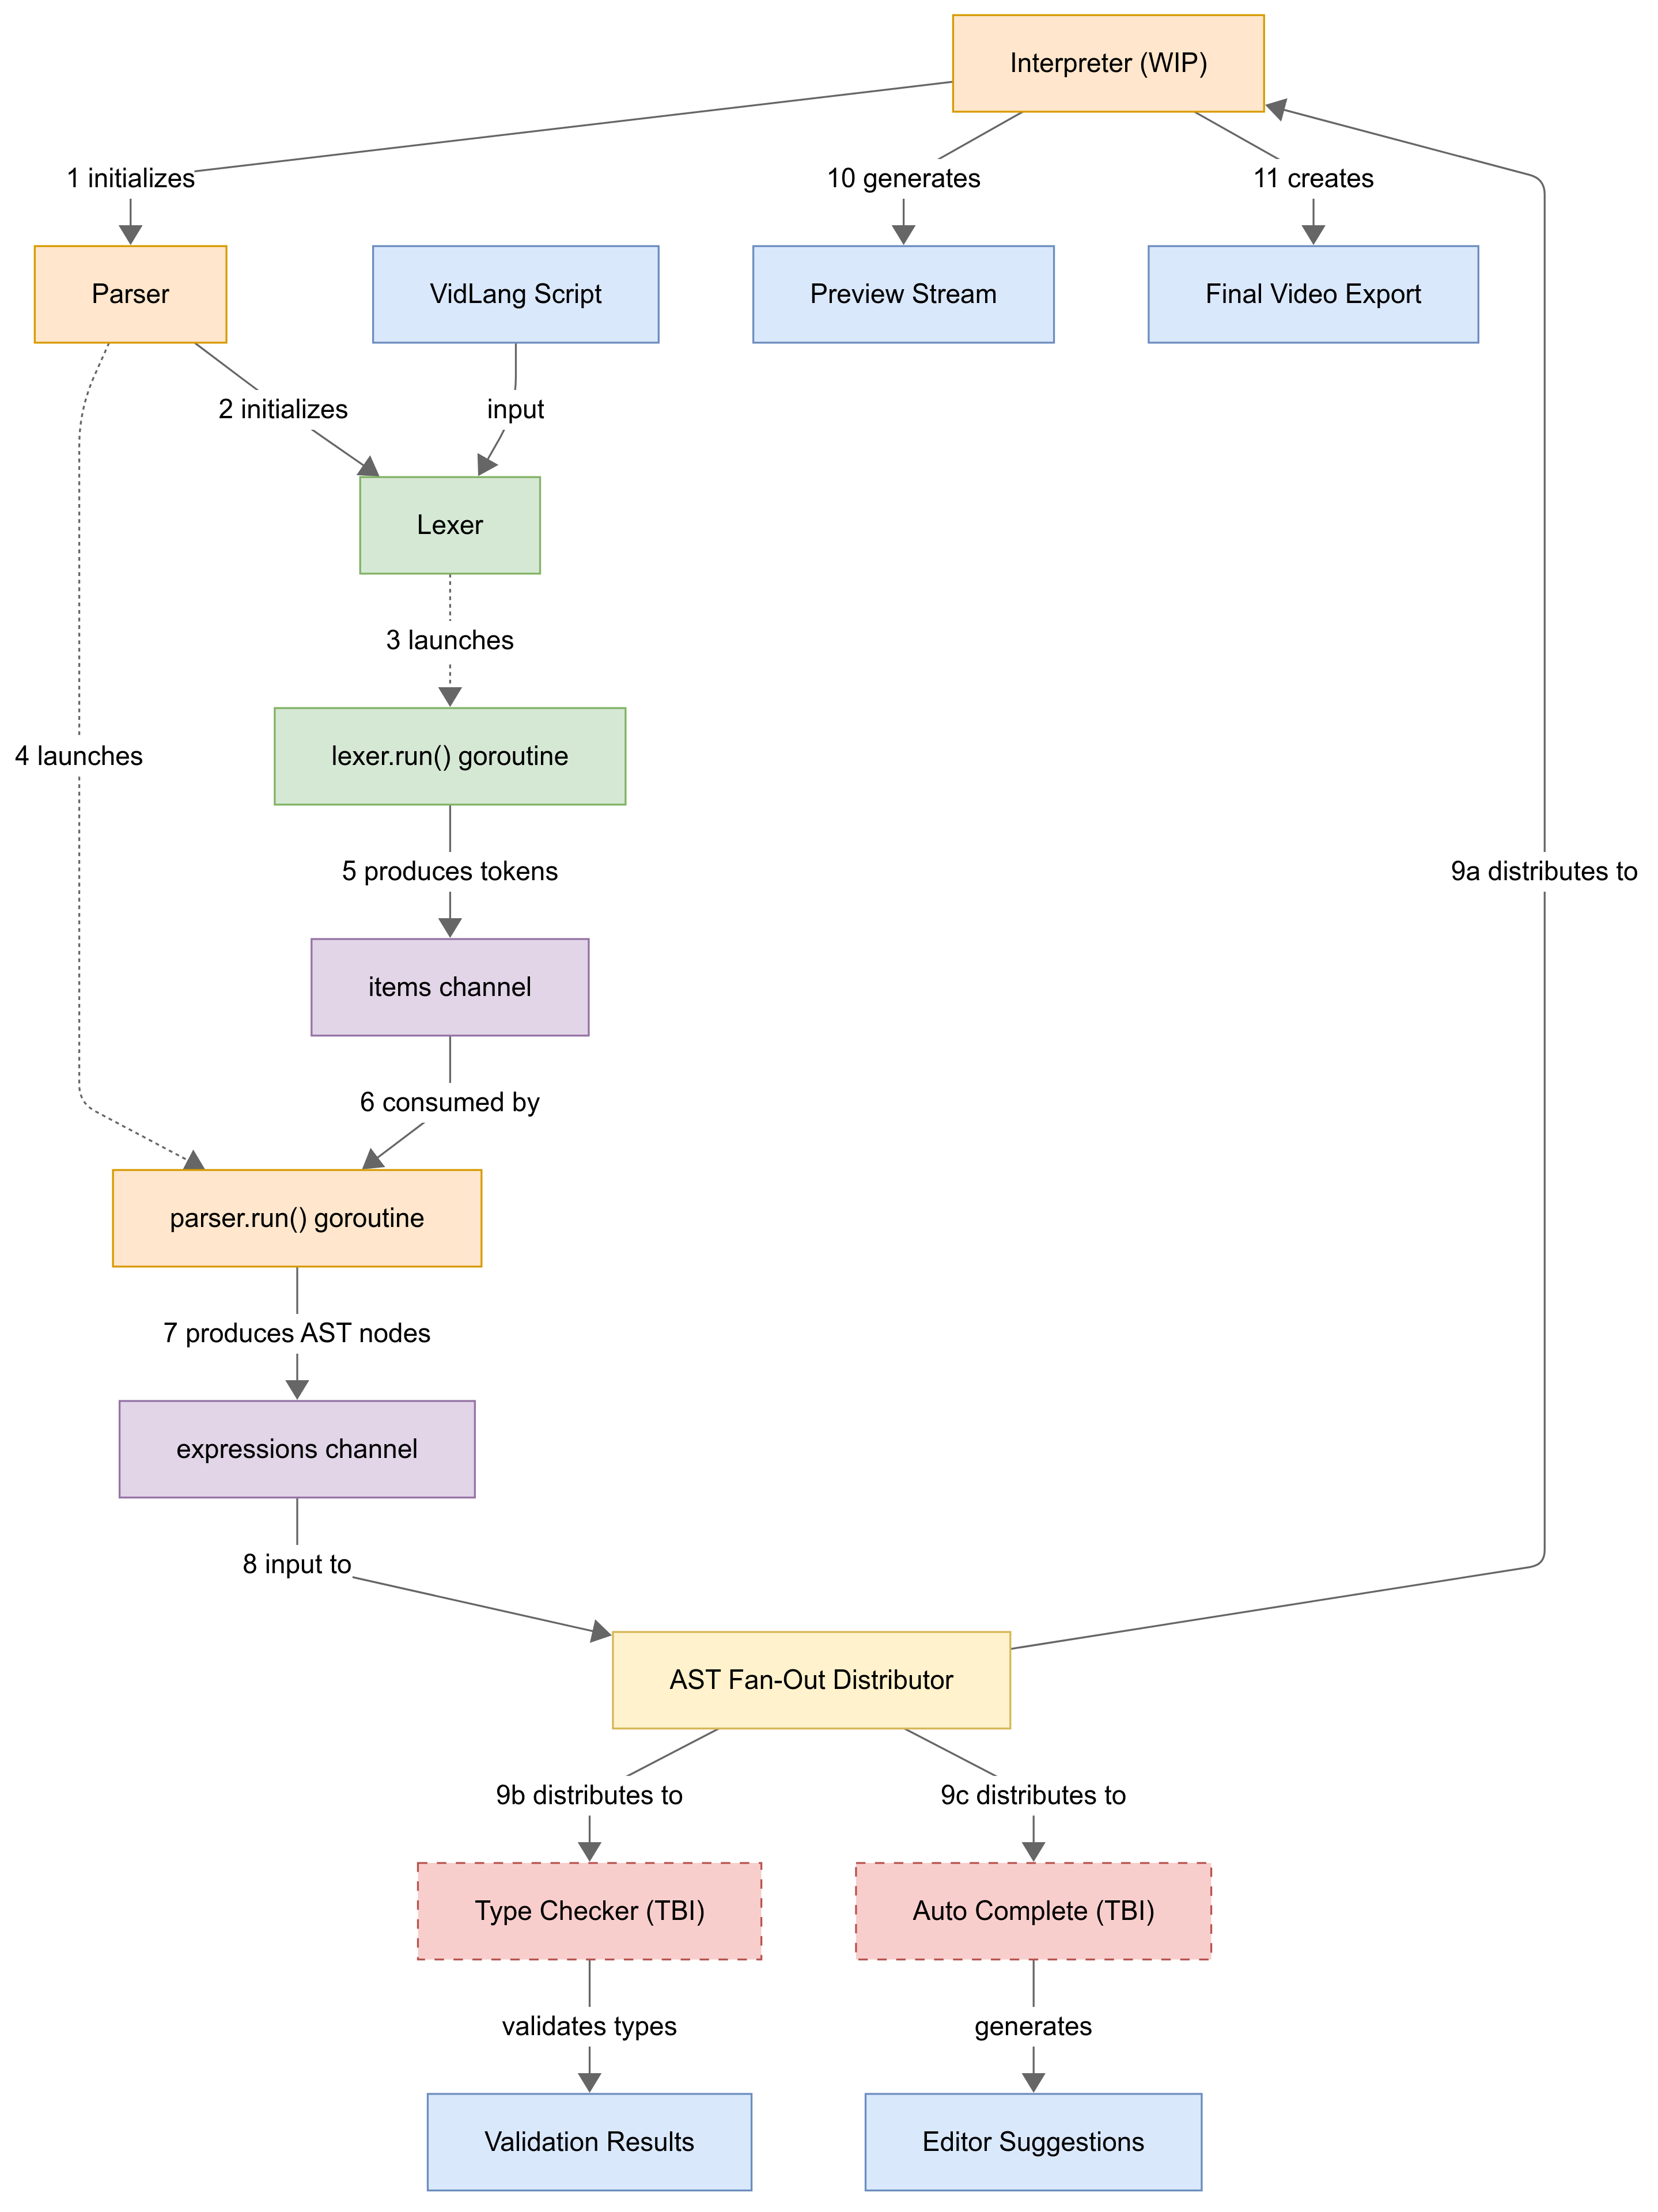 Interpreter (WIP)
1 initializes
10 generates
11 creates
Parser
VidLang Script
Preview Stream
Final Video Export
2 initializes
input
Lexer
3 launches
4 launches
lexer.run() goroutine
5 produces tokens
9a distributes to
items channel
6 consumed by
parser.run() goroutine
7 produces AST nodes
expressions channel
8 input to
AST Fan-Out Distributor
9b distributes to
9c distributes to
Type Checker (TBI)
Auto Complete (TBI)
validates types
generates
Validation Results
Editor Suggestions